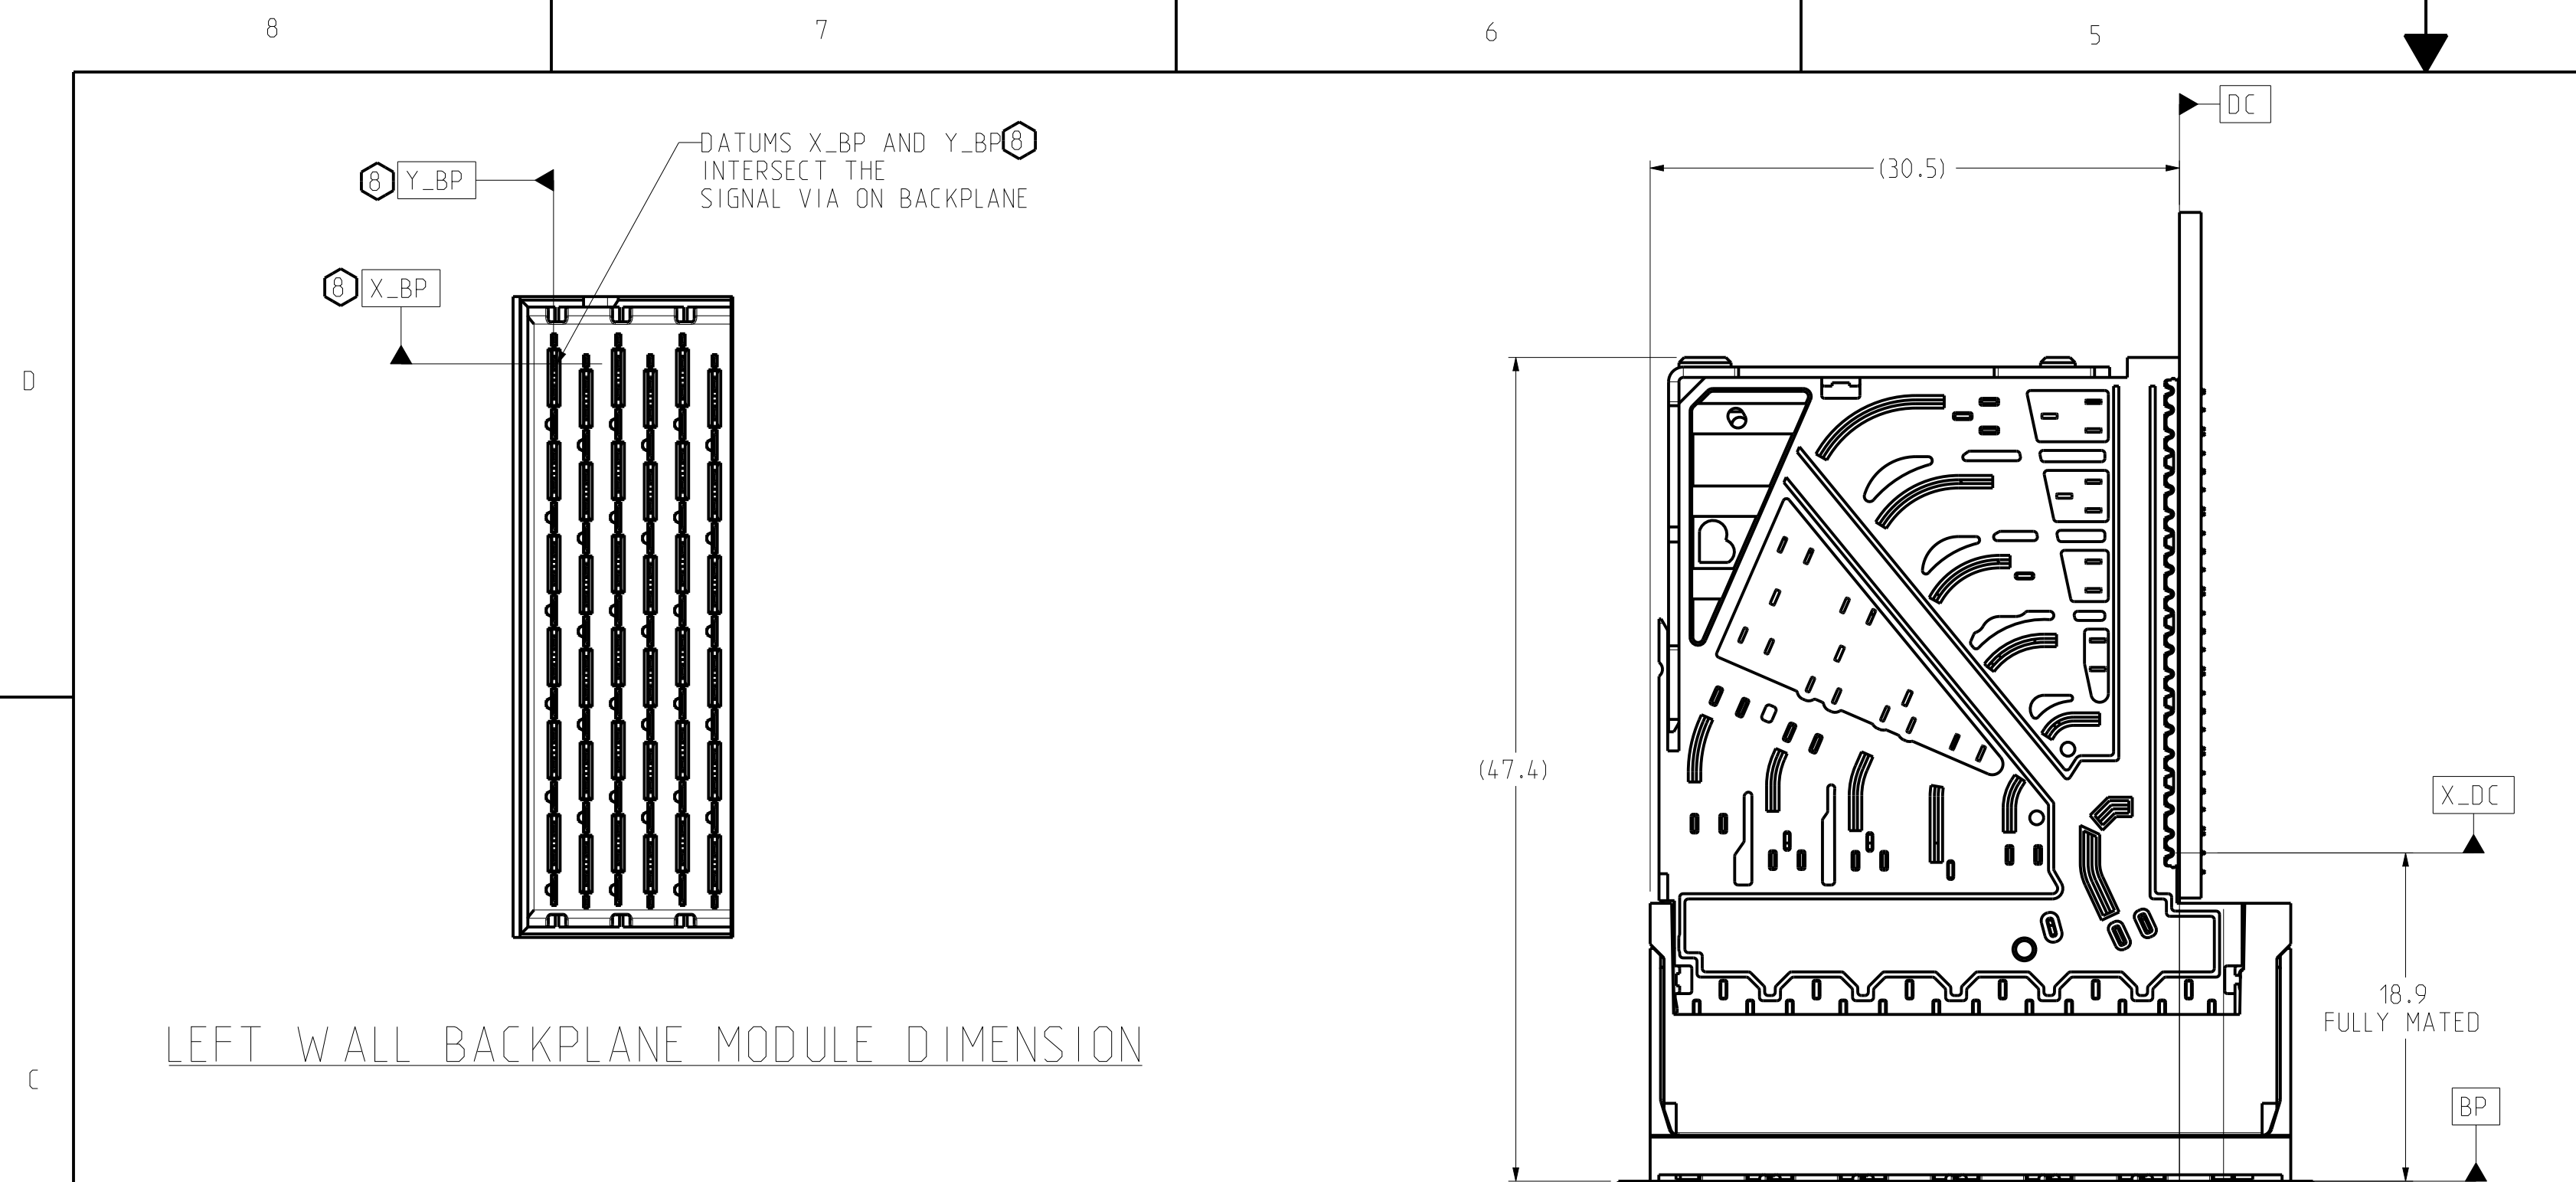 8
7
6
5
DC
DATUMS X_BP AND Y_BP 8
INTERSECT THE
SIGNAL VIA ON BACKPLANE
8 Y_BP
(30.5)
8 X_BP
D
(47.4)
X_DC
18.9
FULLY MATED
LEFT WALL BACKPLANE MODULE DIMENSION
C
BP